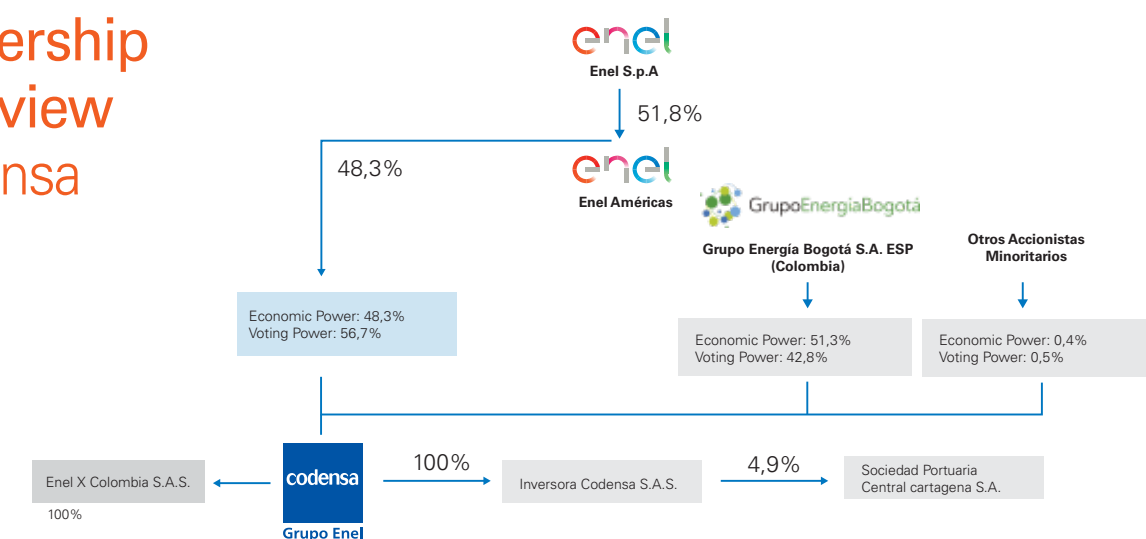 ership
view
nsa
enel
Enel S.p.A
51,8%
48,3%
enel
Enel Américas
GrupoEnergíaBogotá
Grupo Energía Bogotá S.A. ESP
(Colombia)
Otros Accionistas
Minoritarios
Economic Power: 48,3%
Voting Power: 56,7%
Economic Power: 51,3%
Voting Power: 42,8%
Economic Power: 0,4%
Voting Power: 0,5%
Enel X Colombia S.A.S.
100%
codensa
Grupo Enel
100%
Inversora Codensa S.A.S.
4,9%
Sociedad Portuaria
Central cartagena S.A.